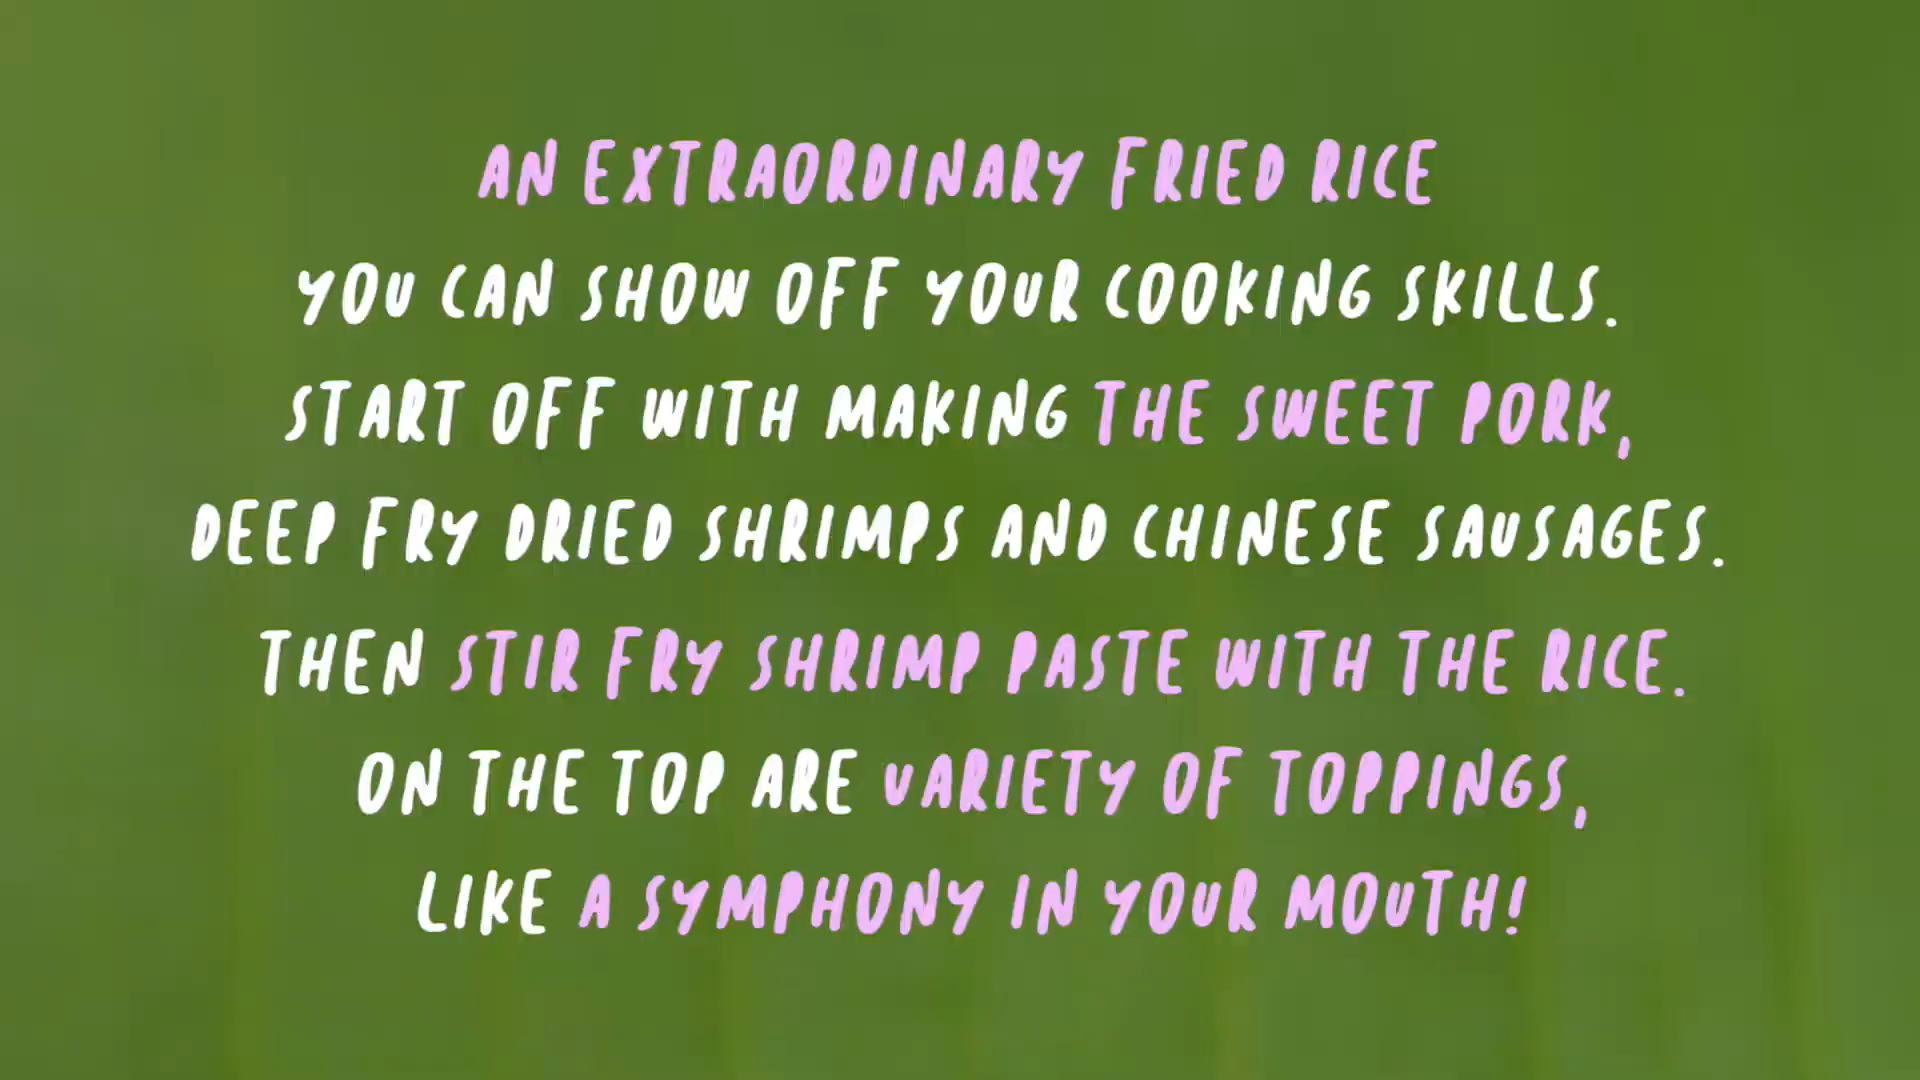 AN EXTRAORDINARY FRIED RICE
YOU CAN SHOW OFF YOUR COOKING SKILLS.
START OFF WITH MAKING THE SWEET PORK,
DEEP FRY DRIED SHRIMPS AND CHINESE SAUSAGES.
THEN STIR FRY SHRIMP PASTE WITH THE RICE.
ON THE TOP ARE VARIETY OF TOPPINGS,
LIKE A SYMPHONY IN YOUR MOUTH!